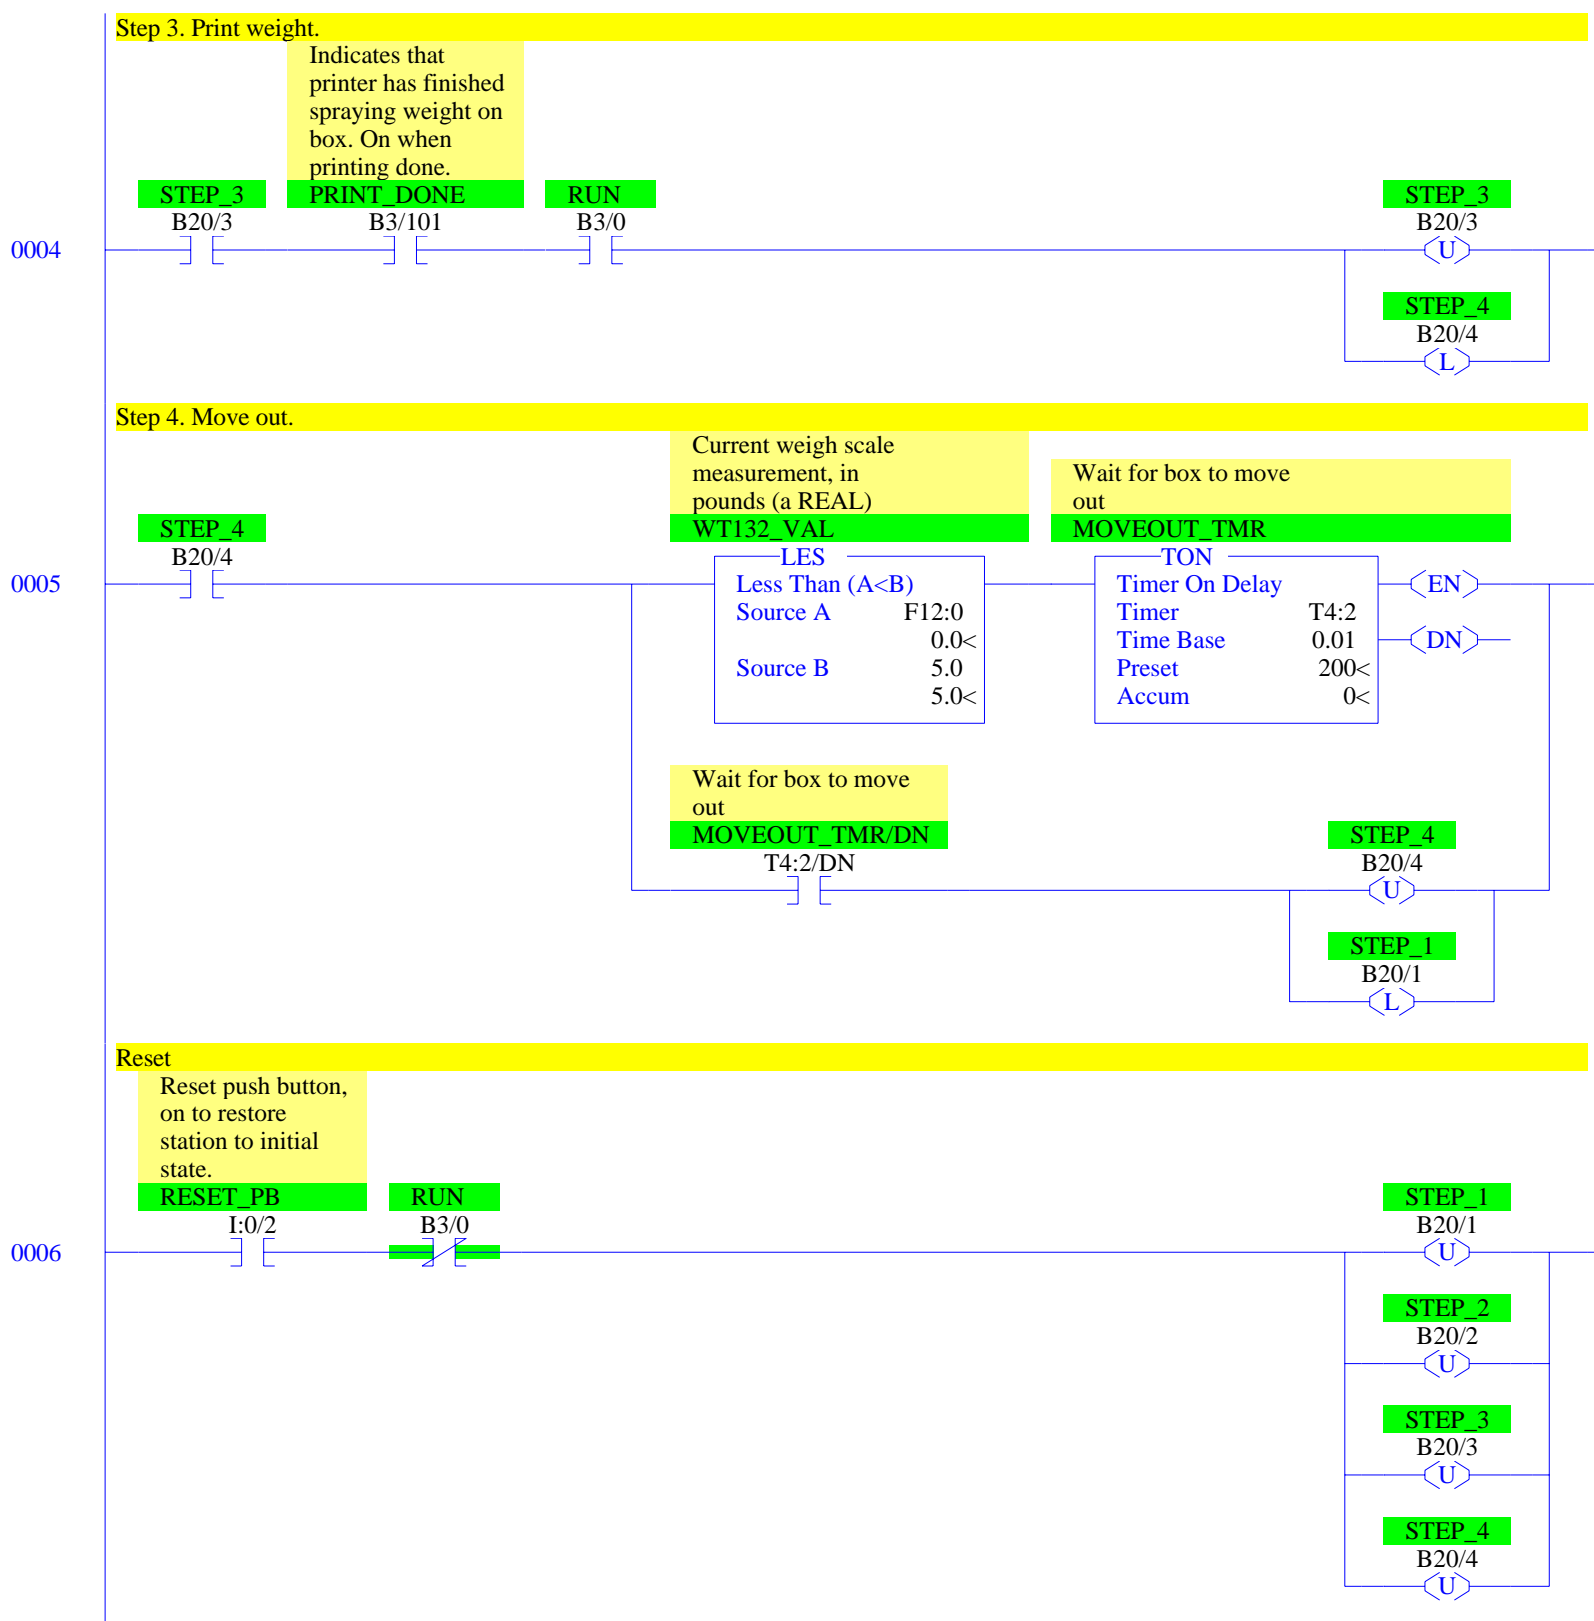 Step 3. Print weight.
Indicates that
printer has finished
spraying weight on
box. On when
printing done.
STEP_3 PRINT_DONE RUN STEP_3
B20/3 B3/101 B3/0 B20/3
0004 U
STEP_4
B20/4
L
Step 4. Move out.
Current weigh scale
measurement, in
pounds (a REAL)
Wait for box to move
out
STEP_4 WT132_VAL MOVEOUT_TMR
B20/4 LES TON
0005 Less Than (A<B) Timer On Delay EN
Source A F12:0 Timer T4:2
0.0< Time Base 0.01 DN
Source B 5.0 Preset 200<
5.0< Accum 0<
Wait for box to move
out
MOVEOUT_TMR/DN STEP_4
T4:2/DN B20/4
U
STEP_1
B20/1
L
Reset
Reset push button,
on to restore
station to initial
state.
RESET_PB RUN STEP_1
I:0/2 B3/0 B20/1
0006 U
STEP_2
B20/2
U
STEP_3
B20/3
U
STEP_4
B20/4
U